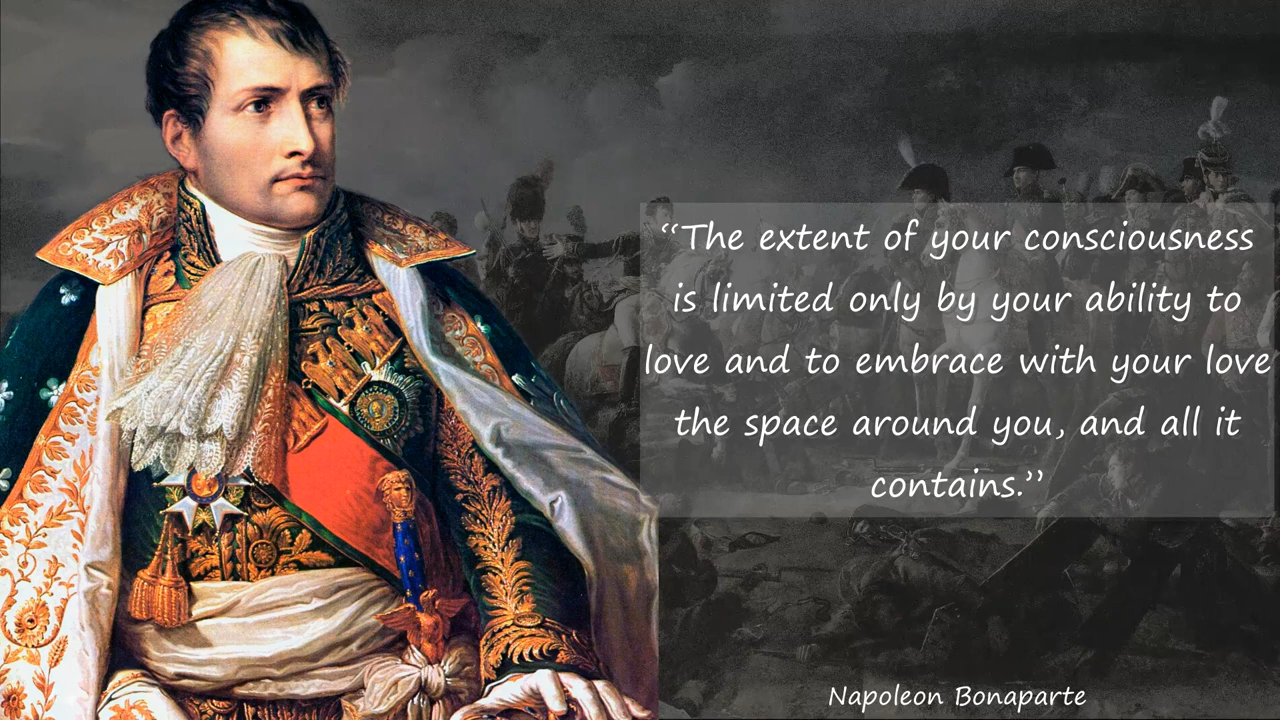 “The extent of your consciousness
is limited only by your ability to
love and to embrace with your love
the space around you, and all it
contains.”
Napoleon Bonaparte